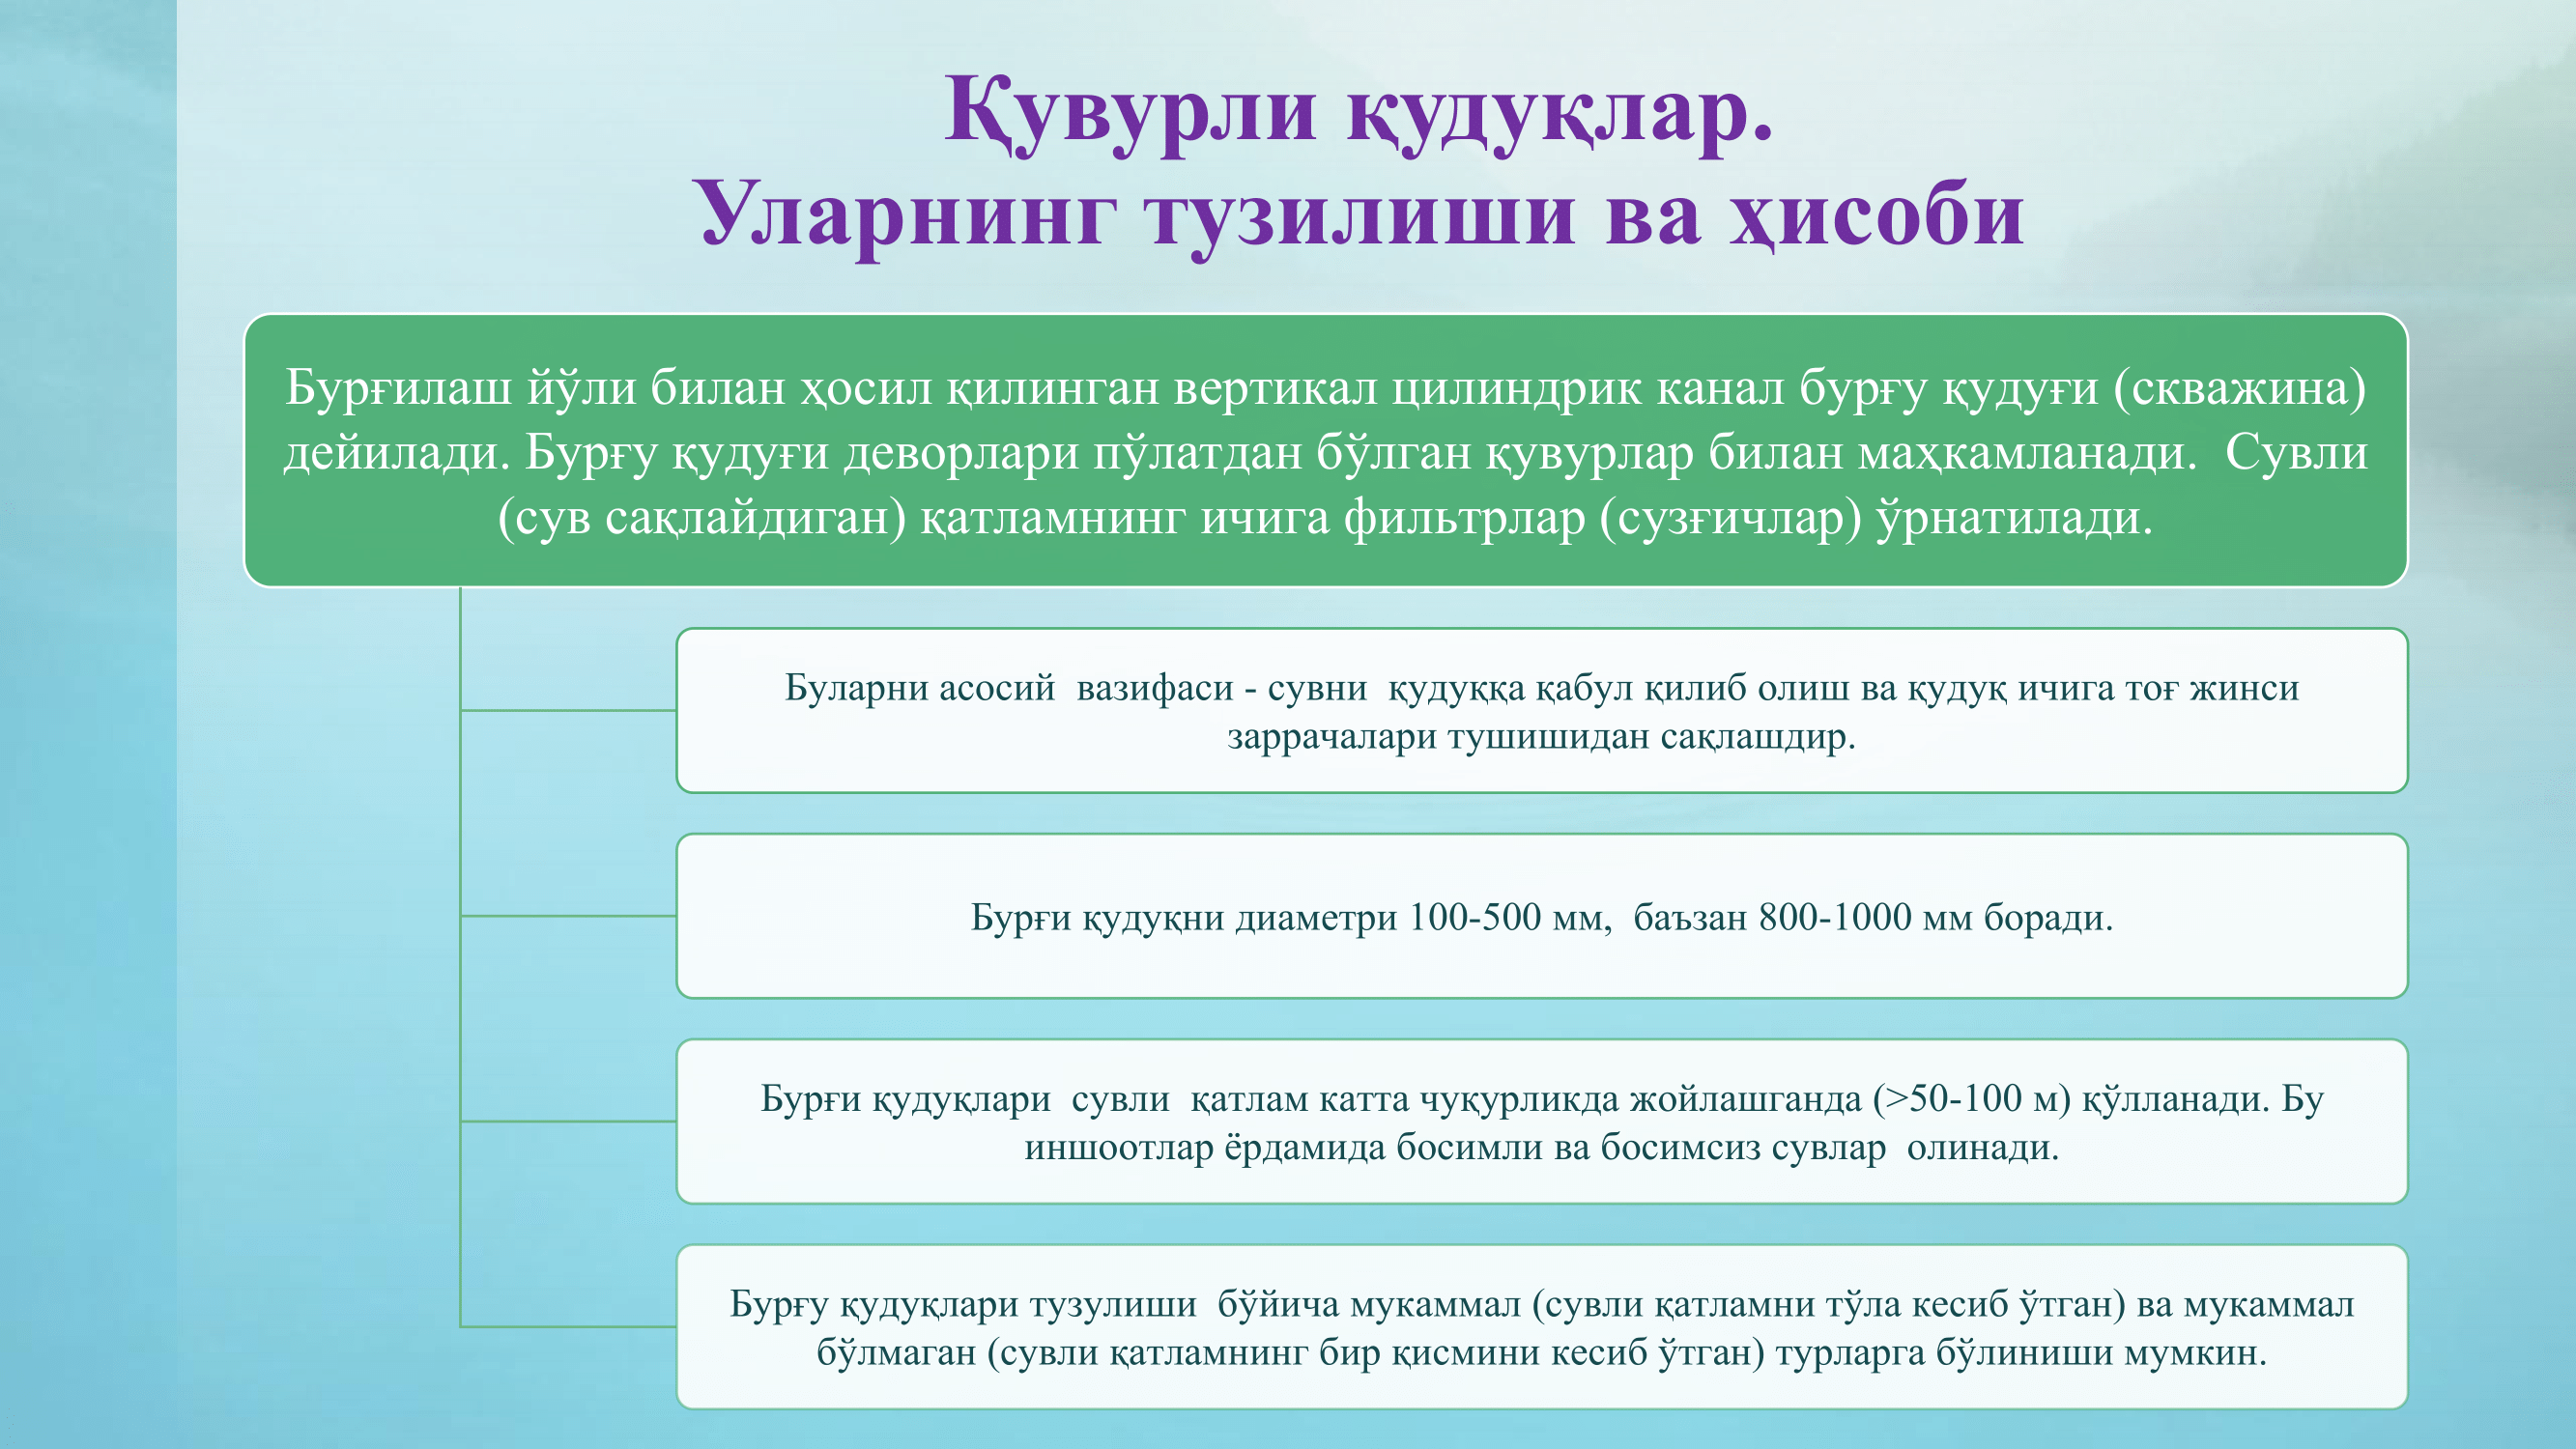 Қувурли қудуқлар.
Уларнинг тузилиши ва ҳисоби
Бурғилаш йўли билан ҳосил қилинган вертикал цилиндрик канал бурғу қудуғи (скважина)
дейилади. Бурғу қудуғи деворлари пўлатдан бўлган қувурлар билан маҳкамланади.  Сувли
(сув сақлайдиган) қатламнинг ичига фильтрлар (сузғичлар) ўрнатилади.
Буларни асосий  вазифаси - сувни  қудуққа қабул қилиб олиш ва қудуқ ичига тоғ жинси
заррачалари тушишидан сақлашдир.
Бурғи қудуқни диаметри 100-500 мм,  баъзан 800-1000 мм боради.
Бурғи қудуқлари  сувли  қатлам катта чуқурликда жойлашганда (>50-100 м) қўлланади. Бу
иншоотлар ёрдамида босимли ва босимсиз сувлар  олинади.
Бурғу қудуқлари тузулиши  бўйича мукаммал (сувли қатламни тўла кесиб ўтган) ва мукаммал
бўлмаган (сувли қатламнинг бир қисмини кесиб ўтган) турларга бўлиниши мумкин.